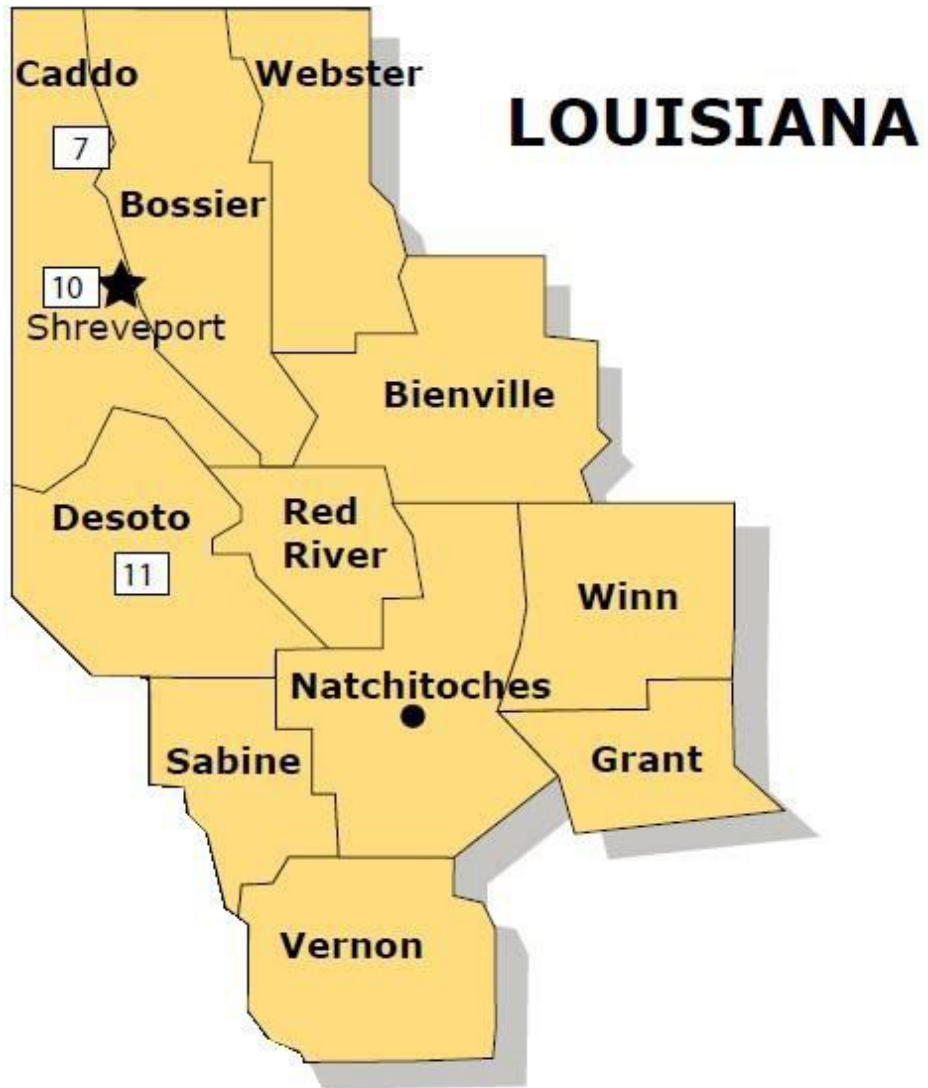 Caddo
Webster
LOUISIANA
7
Bossier
10
Shreveport
Bienville
Desoto
Red
River
11
Winn
Natchitoches
Sabine
Grant
Vernon